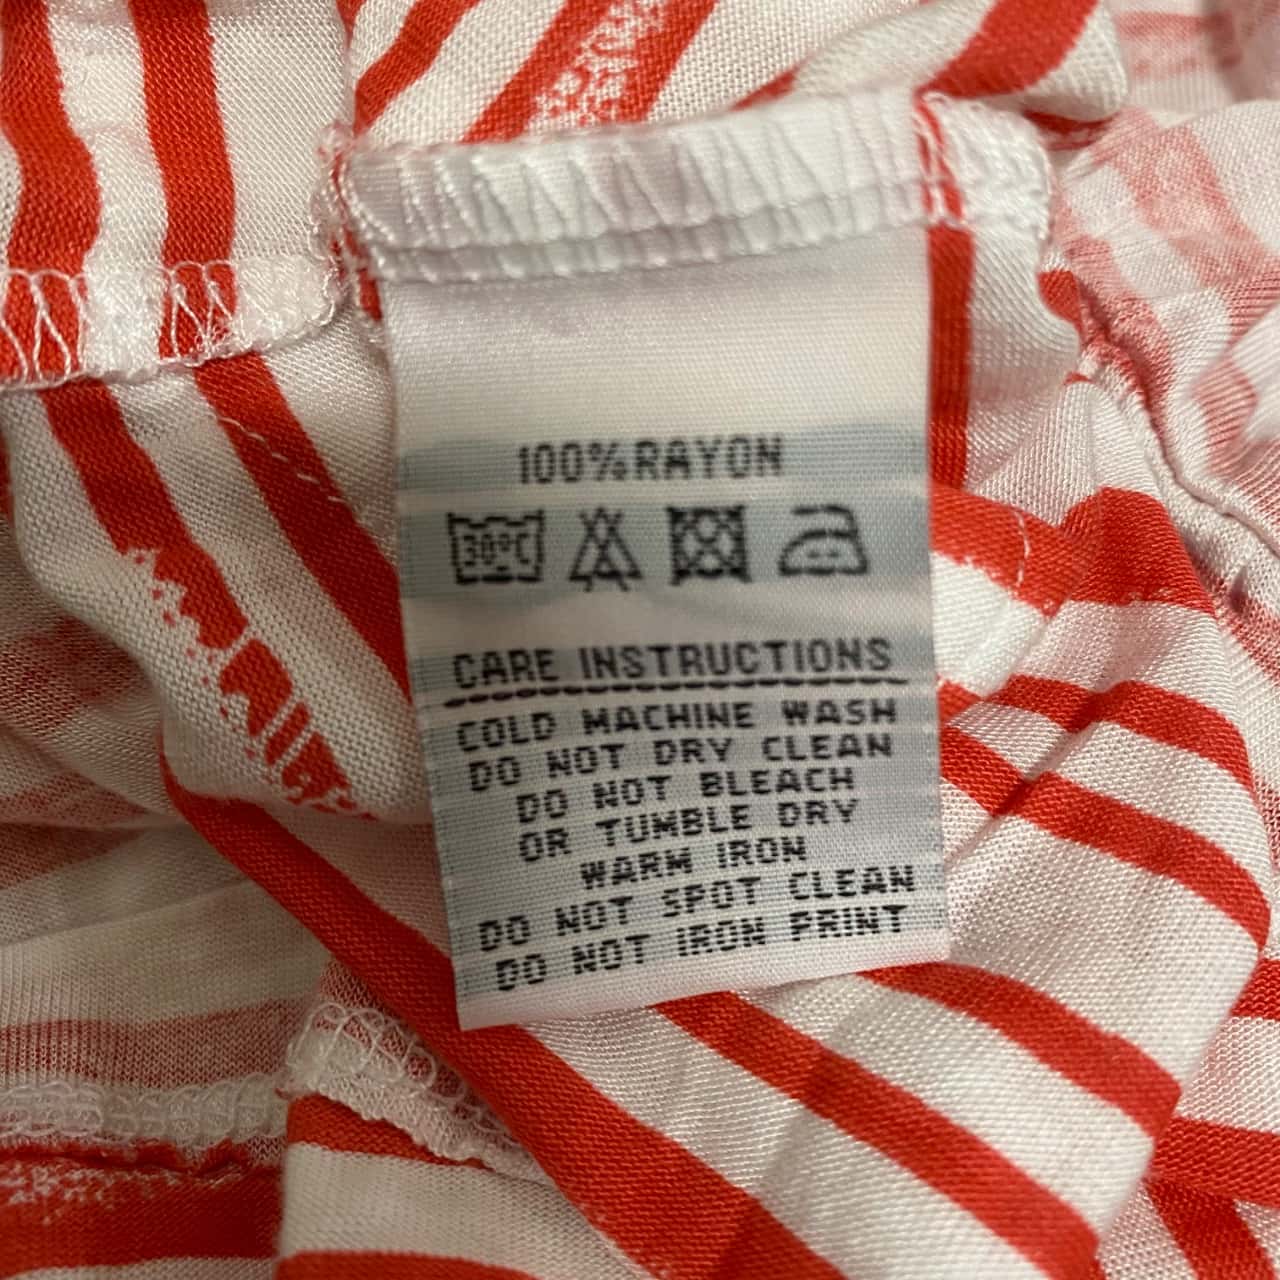 100%RAYON
30°C
CARE INSTRUCTIONS
COLD MACHINE WASH
DO NOT DRY CLEAN
DO NOT BLEACH
OR TUMBLE DRY
WARM IRON
DO NOT SPOT CLEAN
DO NOT IRON PRINT